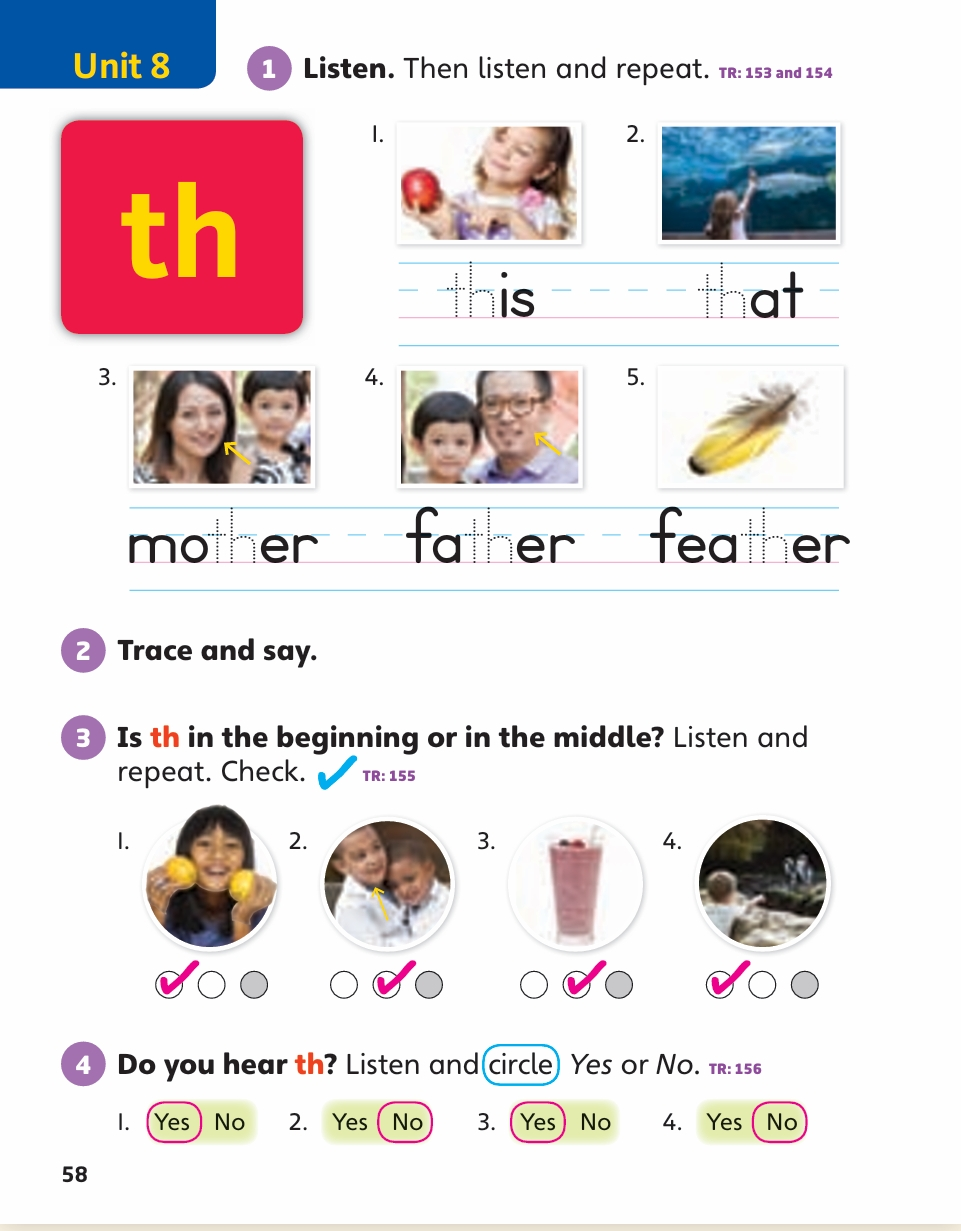 Unit 8
1 Listen. Then listen and repeat. TR: 153 and 154
th
1.
2.
this
that
3.
4.
5.
mother
father
feather
2 Trace and say.
3 Is th in the beginning or in the middle? Listen and
repeat. Check. TR: 155
1.
2.
3.
4.
4 Do you hear th? Listen and circle Yes or No. TR: 156
1. Yes No 2. Yes No 3. Yes No 4. Yes No
58